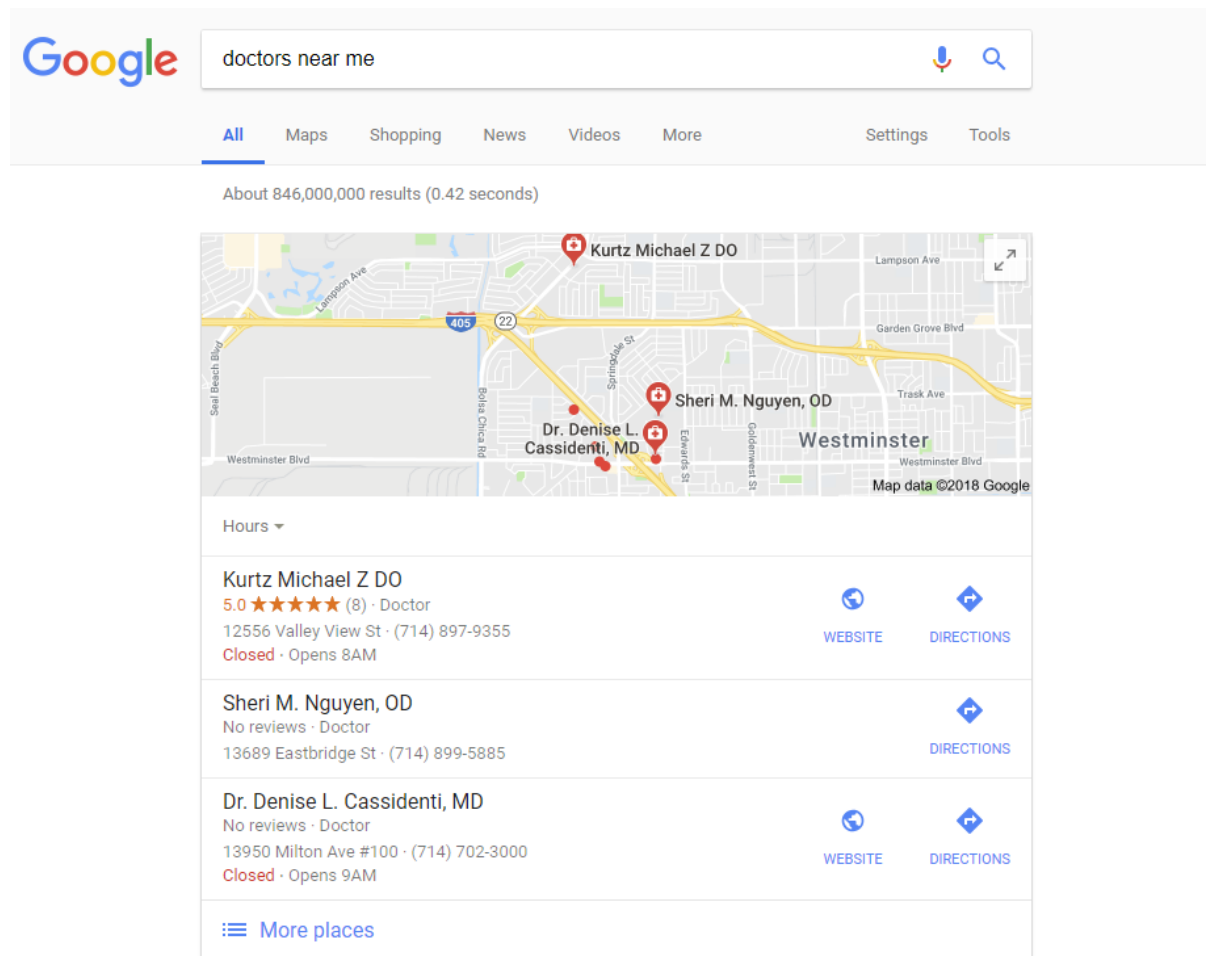 Google
doctors near me
All Maps Shopping News Videos More Settings Tools
About 846,000,000 results (0.42 seconds)
Kurtz Michael Z DO
Lampson Ave
Lampson Ave
405
22
Garden Grove Blvd
Springdale St
Seal Beach Blvd
Bolsa Chica Rd
Trask Ave
Sheri M. Nguyen, OD
Dr. Denise L.
Cassidenti, MD
Edwards St
Goldenwest St
Westminster
Westminster Blvd
Westminster Blvd
Map data ©2018 Google
Hours
Kurtz Michael Z DO
5.0 ★★★★★ (8) · Doctor
12556 Valley View St · (714) 897-9355
Closed · Opens 8AM
WEBSITE DIRECTIONS
Sheri M. Nguyen, OD
No reviews · Doctor
13689 Eastbridge St · (714) 899-5885
DIRECTIONS
Dr. Denise L. Cassidenti, MD
No reviews · Doctor
13950 Milton Ave #100 · (714) 702-3000
Closed · Opens 9AM
WEBSITE DIRECTIONS
More places